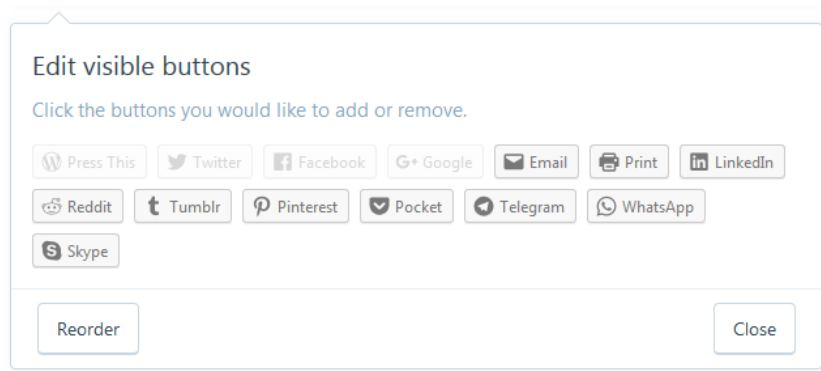 Edit visible buttons
Click the buttons you would like to add or remove.
Press This Twitter Facebook G+ Google Email Print in LinkedIn
Reddit t Tumblr Pinterest Pocket Telegram WhatsApp
S Skype
Reorder Close